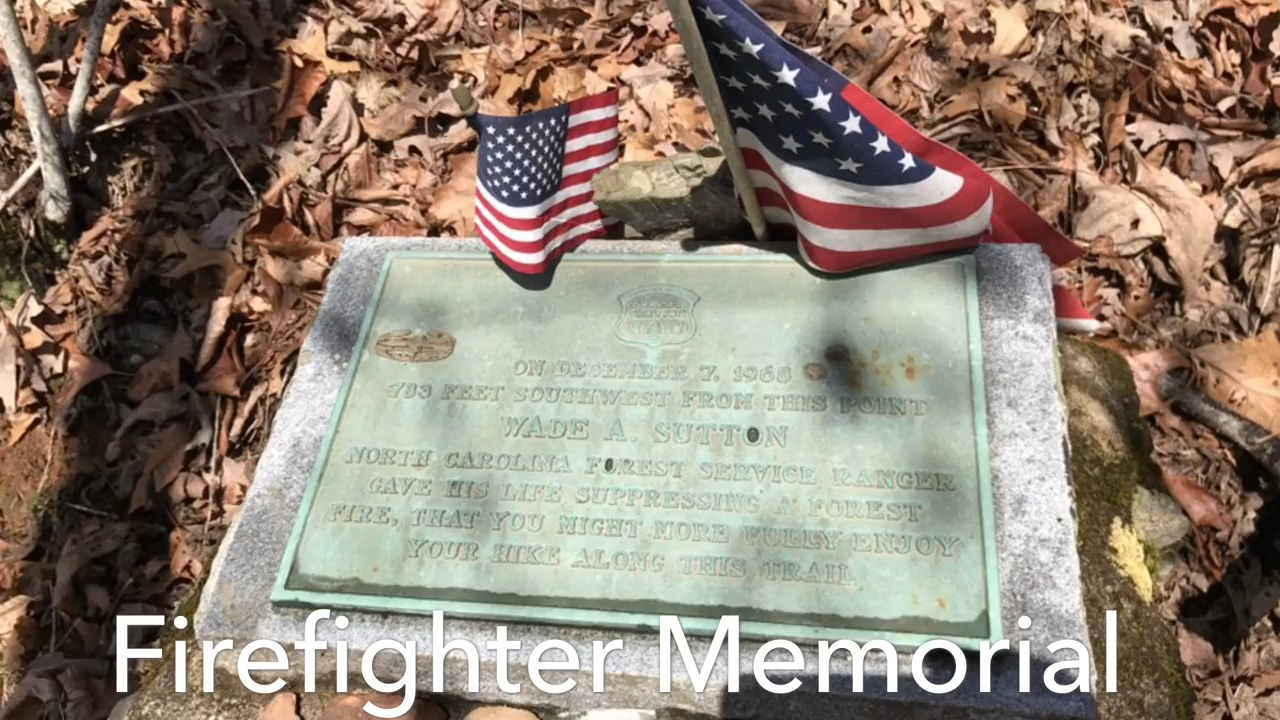 ON DECEMBER 7, 1968
783 FEET SOUTHWEST FROM THIS POINT
WADE A. SUTTON
NORTH CAROLINA FOREST SERVICE RANGER
GAVE HIS LIFE SUPPRESSING A FOREST
FIRE, THAT YOU MIGHT MORE FULLY ENJOY
YOUR HIKE ALONG THIS TRAIL
Firefighter Memorial